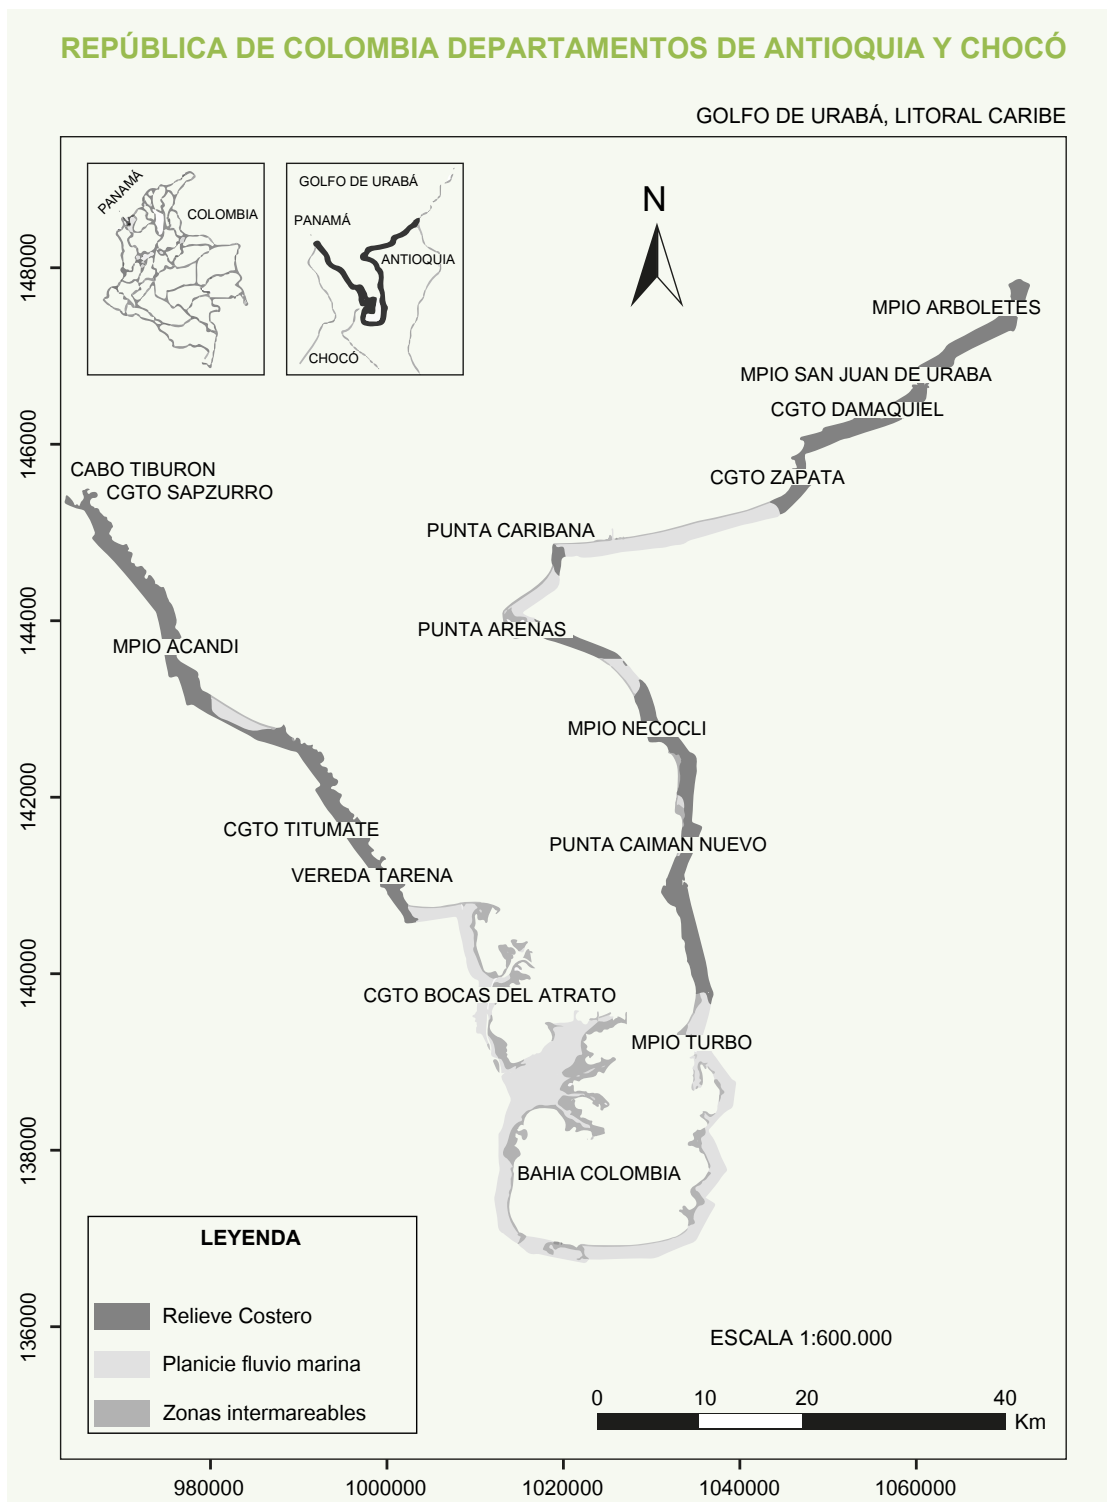 REPÚBLICA DE COLOMBIA DEPARTAMENTOS DE ANTIOQUIA Y CHOCÓ
GOLFO DE URABÁ, LITORAL CARIBE
PANAMÁ
COLOMBIA
GOLFO DE URABÁ
PANAMÁ
ANTIOQUIA
CHOCÓ
N
MPIO ARBOLETES
MPIO SAN JUAN DE URABA
CGTO DAMAQUIEL
CABO TIBURON
CGTO SAPZURRO
CGTO ZAPATA
PUNTA CARIBANA
PUNTA ARENAS
MPIO ACANDI
MPIO NECOCLI
CGTO TITUMATE
PUNTA CAIMAN NUEVO
VEREDA TARENA
CGTO BOCAS DEL ATRATO
MPIO TURBO
BAHIA COLOMBIA
148000
146000
144000
142000
140000
138000
136000
LEYENDA
Relieve Costero
Planicie fluvio marina
Zonas intermareables
ESCALA 1:600.000
0 10 20 40
Km
980000 1000000 1020000 1040000 1060000